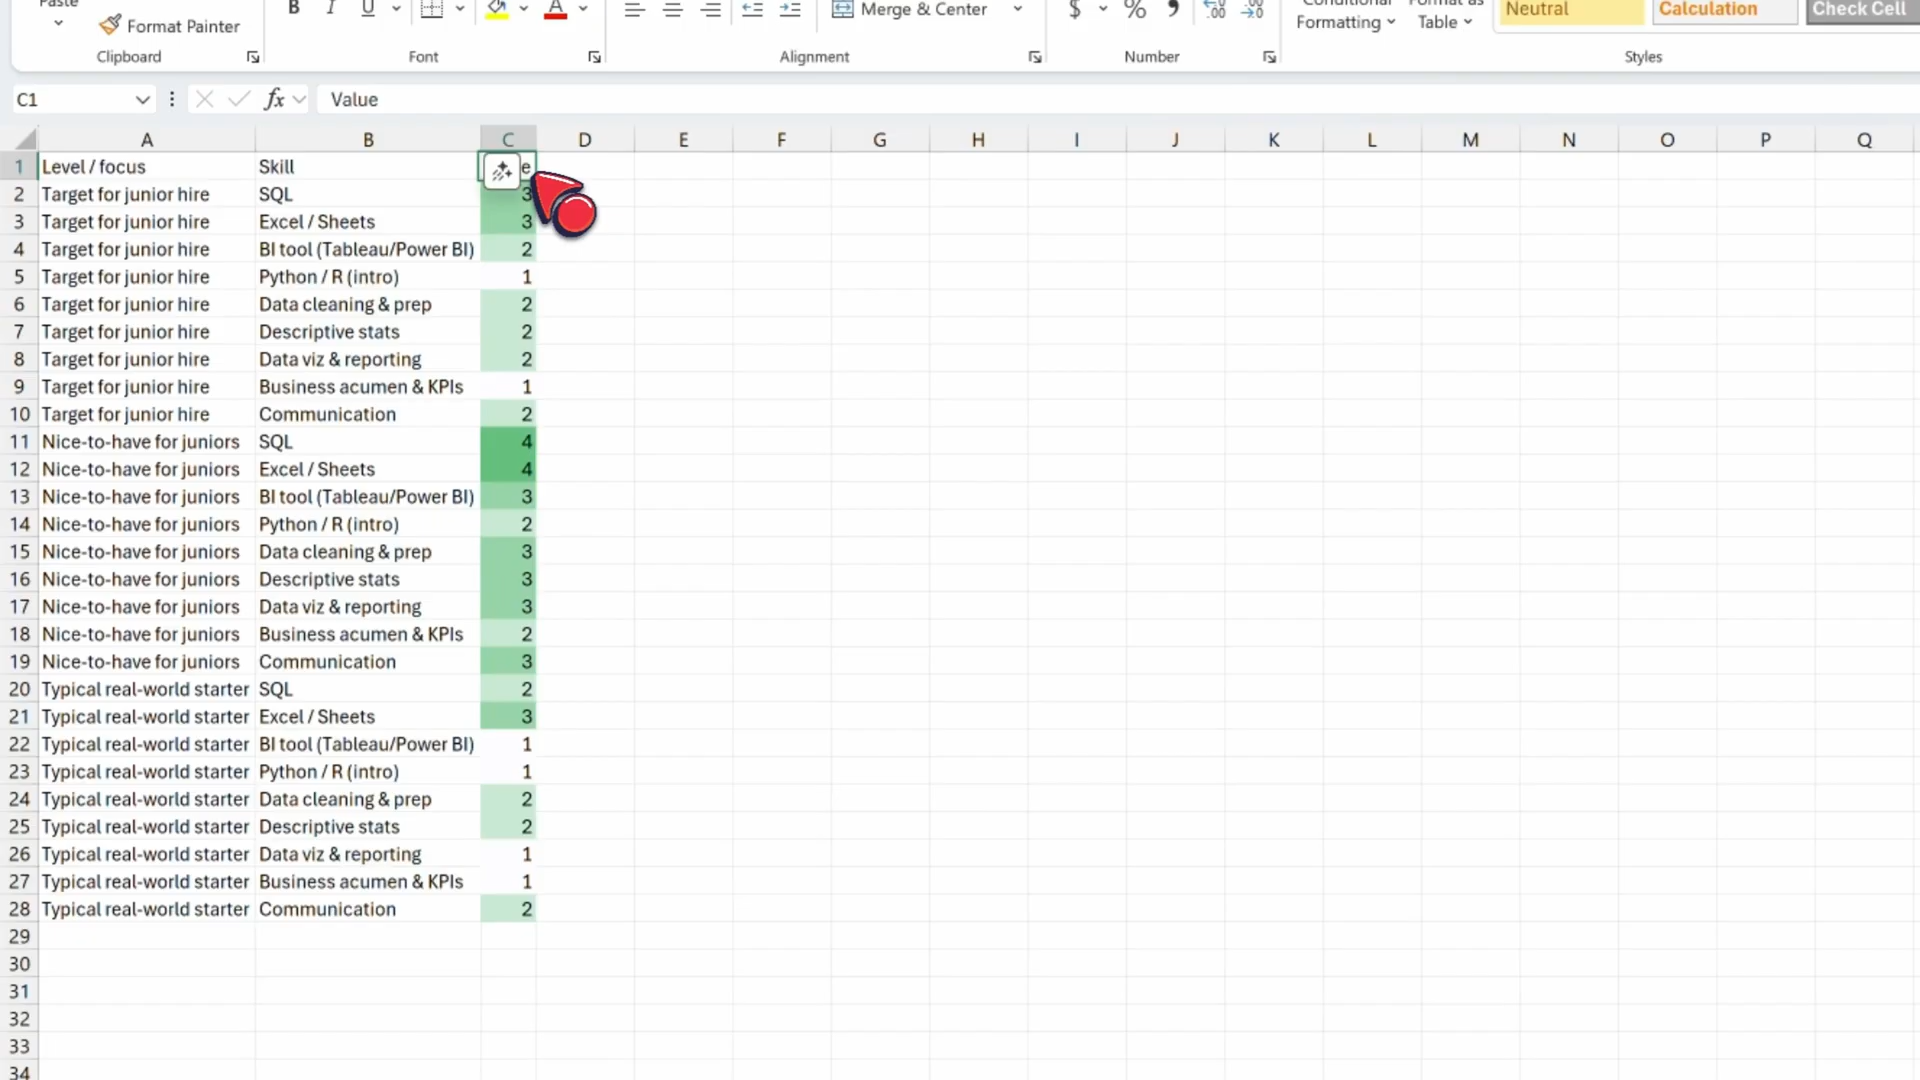 Paste
Format Painter
Clipboard
B I U A
Font
Merge & Center
Alignment
$ % 9 .00
Number
Conditional Formatting
Format as Table
Neutral Calculation Check Cell
Styles
C1 fx Value
A B C D E F G H I J K L M N O P Q
1 Level / focus Skill e
2 Target for junior hire SQL 3
3 Target for junior hire Excel / Sheets 3
4 Target for junior hire BI tool (Tableau/Power BI) 2
5 Target for junior hire Python / R (intro) 1
6 Target for junior hire Data cleaning & prep 2
7 Target for junior hire Descriptive stats 2
8 Target for junior hire Data viz & reporting 2
9 Target for junior hire Business acumen & KPIs 1
10 Target for junior hire Communication 2
11 Nice-to-have for juniors SQL 4
12 Nice-to-have for juniors Excel / Sheets 4
13 Nice-to-have for juniors BI tool (Tableau/Power BI) 3
14 Nice-to-have for juniors Python / R (intro) 2
15 Nice-to-have for juniors Data cleaning & prep 3
16 Nice-to-have for juniors Descriptive stats 3
17 Nice-to-have for juniors Data viz & reporting 3
18 Nice-to-have for juniors Business acumen & KPIs 2
19 Nice-to-have for juniors Communication 3
20 Typical real-world starter SQL 2
21 Typical real-world starter Excel / Sheets 3
22 Typical real-world starter BI tool (Tableau/Power BI) 1
23 Typical real-world starter Python / R (intro) 1
24 Typical real-world starter Data cleaning & prep 2
25 Typical real-world starter Descriptive stats 2
26 Typical real-world starter Data viz & reporting 1
27 Typical real-world starter Business acumen & KPIs 1
28 Typical real-world starter Communication 2
29
30
31
32
33
34